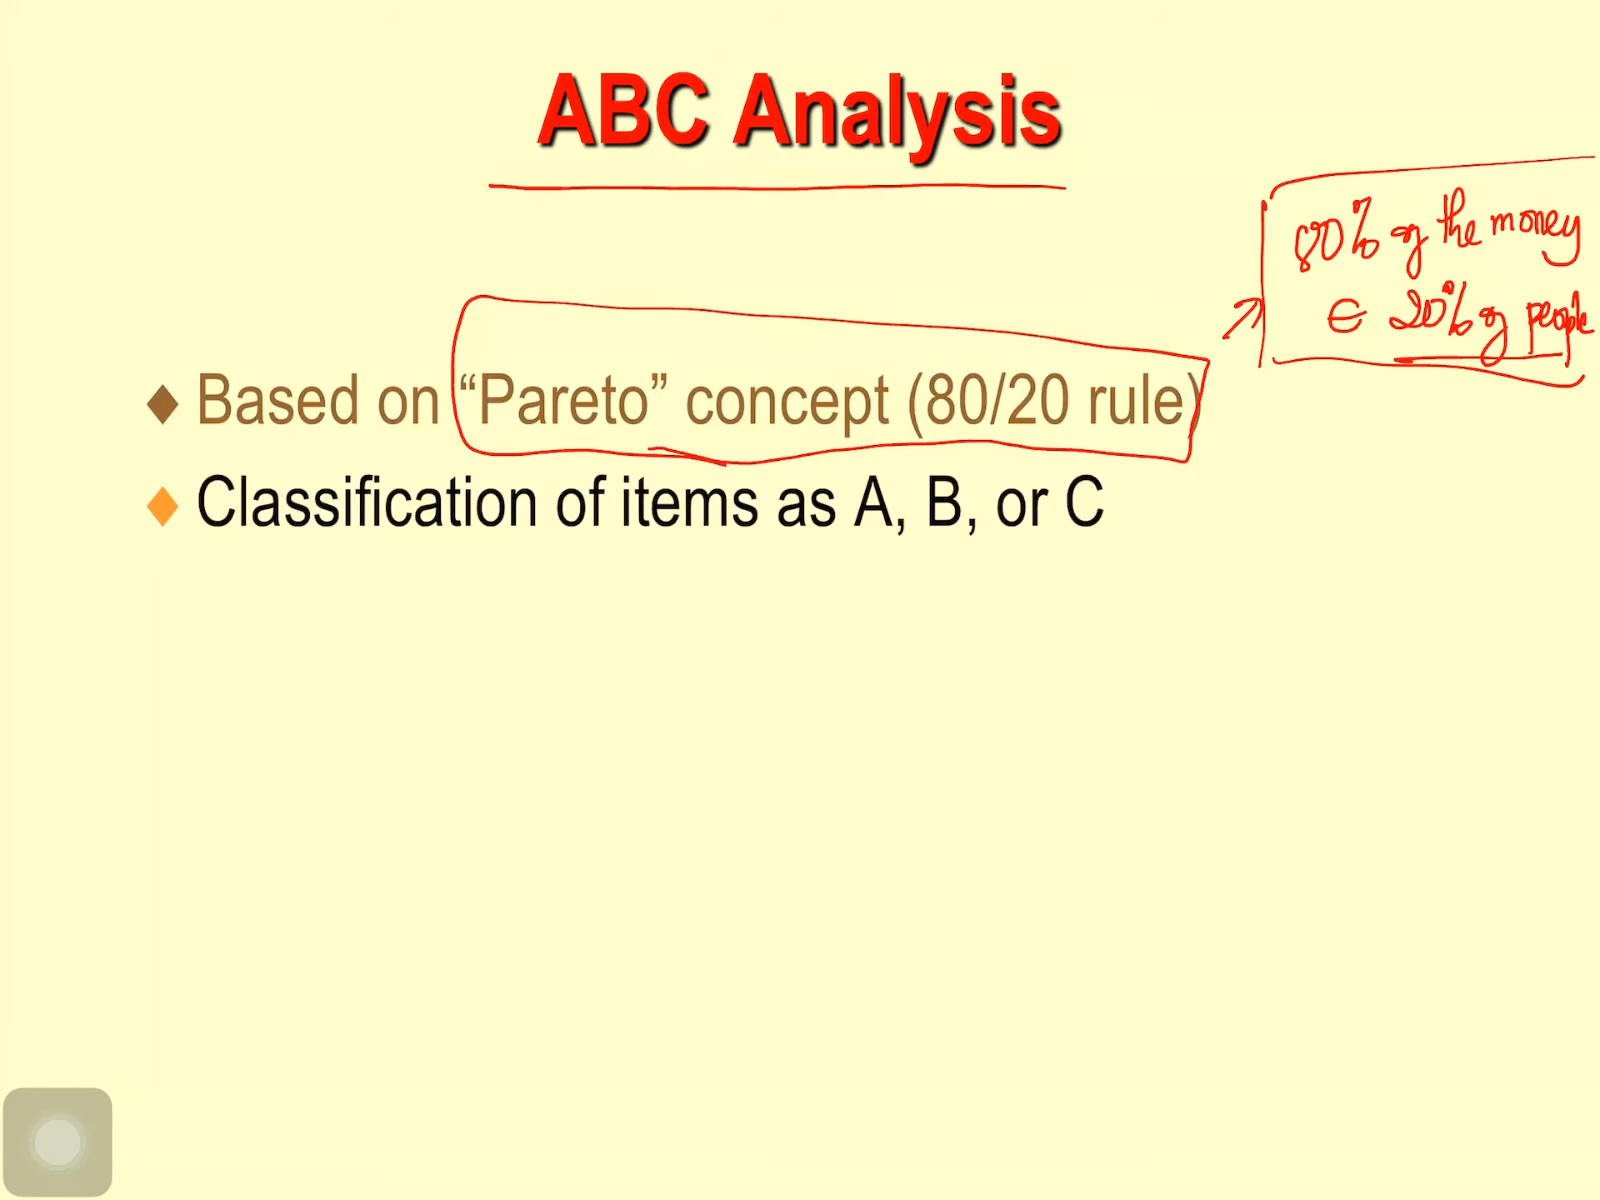 ABC Analysis
80% of the money
∈ 20% of people
Based on “Pareto” concept (80/20 rule)
Classification of items as A, B, or C